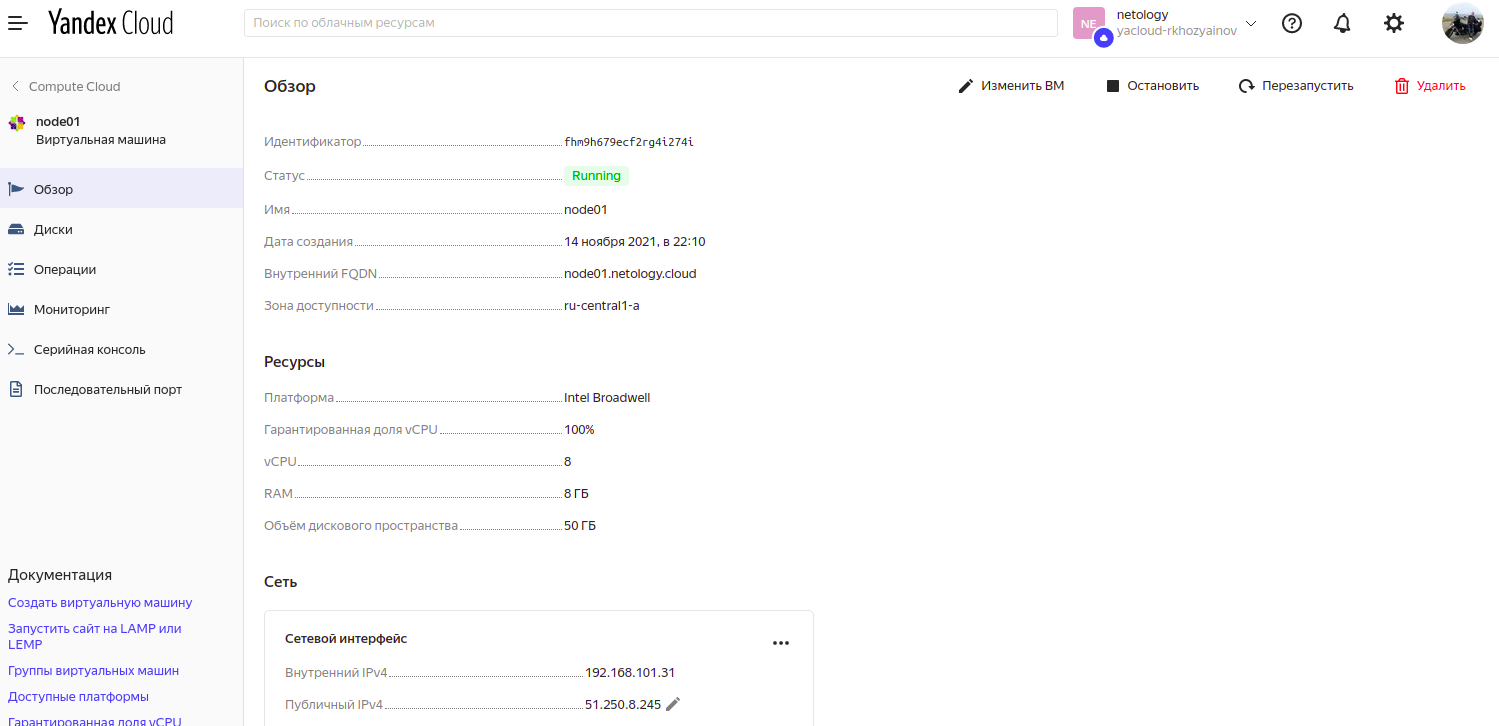 Yandex Cloud
Поиск по облачным ресурсам
NE
netology
yacloud-rkhozyainov
Compute Cloud
node01
Виртуальная машина
Обзор
Диски
Операции
Мониторинг
Серийная консоль
Последовательный порт
Документация
Создать виртуальную машину
Запустить сайт на LAMP или
LEMP
Группы виртуальных машин
Доступные платформы
Гарантированная доля vCPU
Обзор
Изменить ВМ
Остановить
Перезапустить
Удалить
Идентификатор fhm9h679ecf2rg4i274i
Статус Running
Имя node01
Дата создания 14 ноября 2021, в 22:10
Внутренний FQDN node01.netology.cloud
Зона доступности ru-central1-a
Ресурсы
Платформа Intel Broadwell
Гарантированная доля vCPU 100%
vCPU 8
RAM 8 ГБ
Объём дискового пространства 50 ГБ
Сеть
Сетевой интерфейс
Внутренний IPv4 192.168.101.31
Публичный IPv4 51.250.8.245